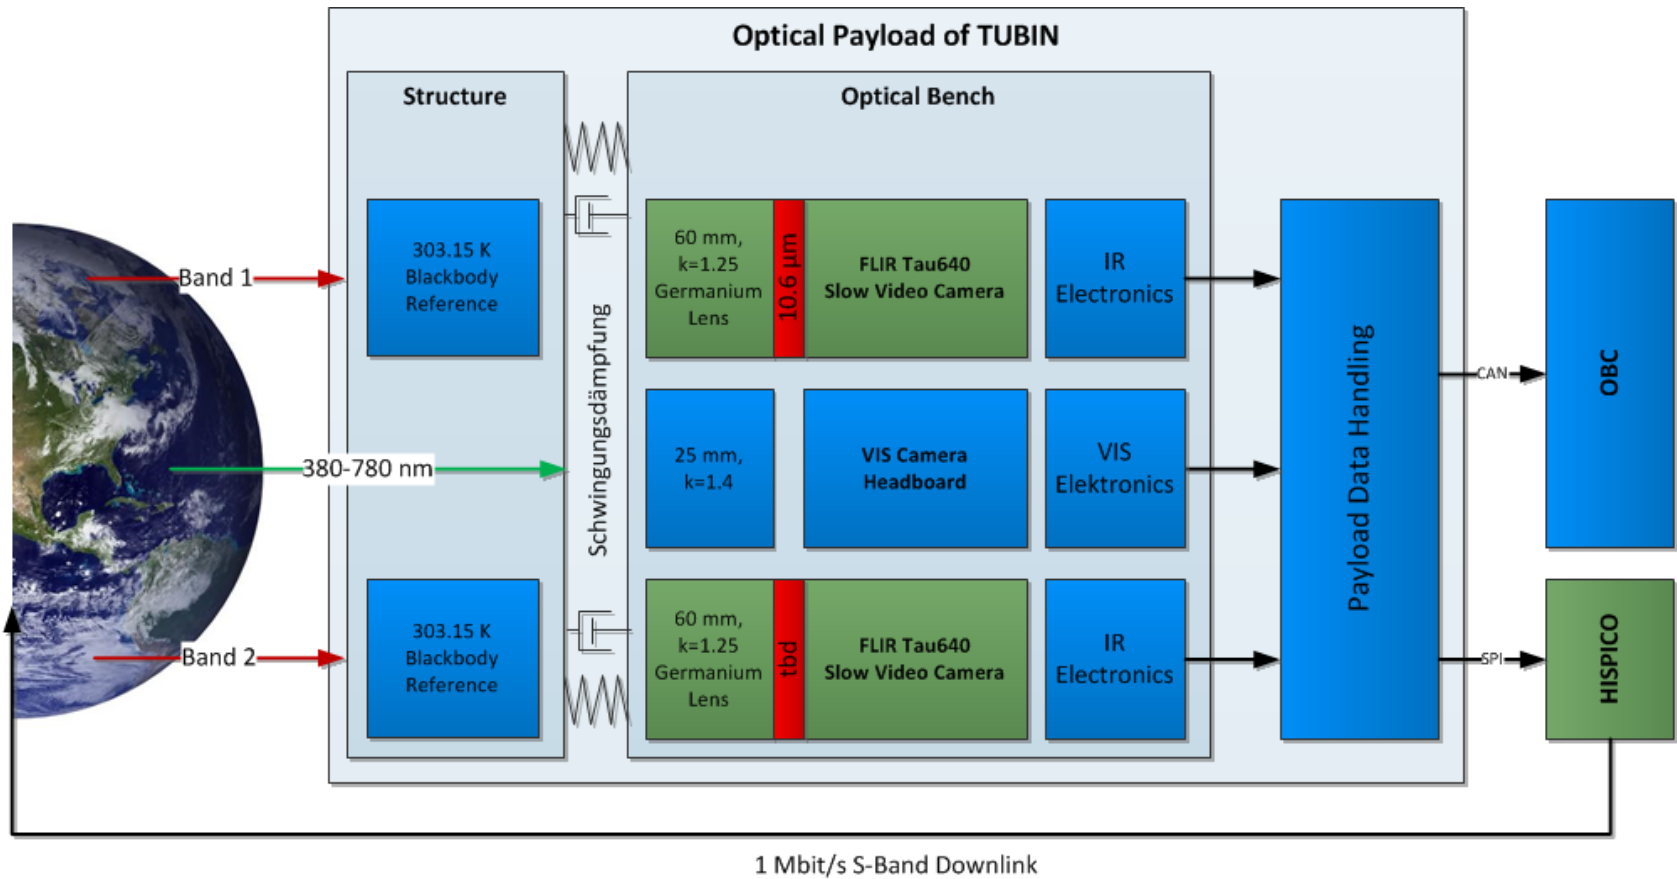 Optical Payload of TUBIN
Structure
Optical Bench
Band 1
303.15 K
Blackbody
Reference
60 mm,
k=1.25
Germanium
Lens
10.6 µm
FLIR Tau640
Slow Video Camera
IR
Electronics
380-780 nm
Schwingungsdämpfung
25 mm,
k=1.4
VIS Camera
Headboard
VIS
Elektronics
Band 2
303.15 K
Blackbody
Reference
60 mm,
k=1.25
Germanium
Lens
tbd
FLIR Tau640
Slow Video Camera
IR
Electronics
Payload Data Handling
CAN
OBC
SPI
HISPICO
1 Mbit/s S-Band Downlink